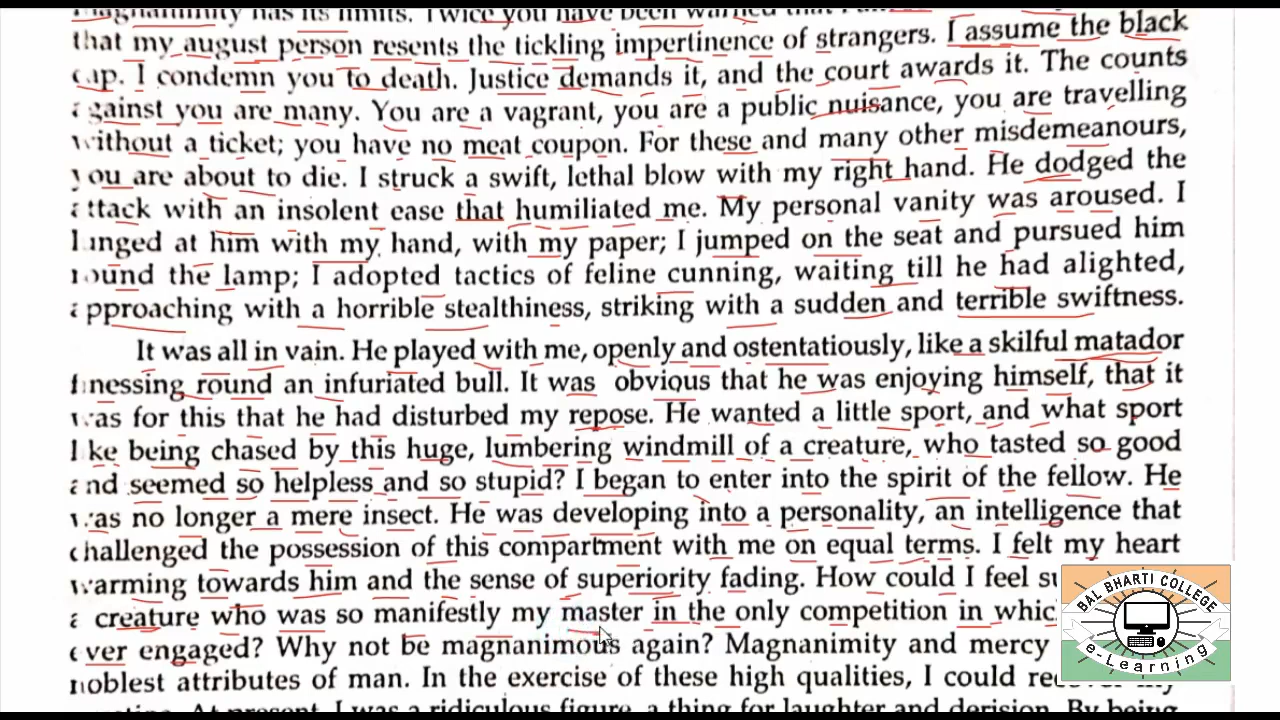 has its limits. Twice you have been warned that I
that my august person resents the tickling impertinence of strangers. I assume the black
cap. I condemn you to death. Justice demands it, and the court awards it. The counts
against you are many. You are a vagrant, you are a public nuisance, you are travelling
without a ticket; you have no meat coupon. For these and many other misdemeanours,
you are about to die. I struck a swift, lethal blow with my right hand. He dodged the
attack with an insolent ease that humiliated me. My personal vanity was aroused. I
lunged at him with my hand, with my paper; I jumped on the seat and pursued him
round the lamp; I adopted tactics of feline cunning, waiting till he had alighted,
approaching with a horrible stealthiness, striking with a sudden and terrible swiftness.
It was all in vain. He played with me, openly and ostentatiously, like a skilful matador
finessing round an infuriated bull. It was obvious that he was enjoying himself, that it
was for this that he had disturbed my repose. He wanted a little sport, and what sport
like being chased by this huge, lumbering windmill of a creature, who tasted so good
and seemed so helpless and so stupid? I began to enter into the spirit of the fellow. He
was no longer a mere insect. He was developing into a personality, an intelligence that
challenged the possession of this compartment with me on equal terms. I felt my heart
warming towards him and the sense of superiority fading. How could I feel
a creature who was so manifestly my master in the only competition in
ever engaged? Why not be magnanimous again? Magnanimity and mercy
noblest attributes of man. In the exercise of these high qualities, I could
At present I was a ridiculous figure, a thing for laughter and derision. By being
BAL BHARTI COLLEGE
e-Learning